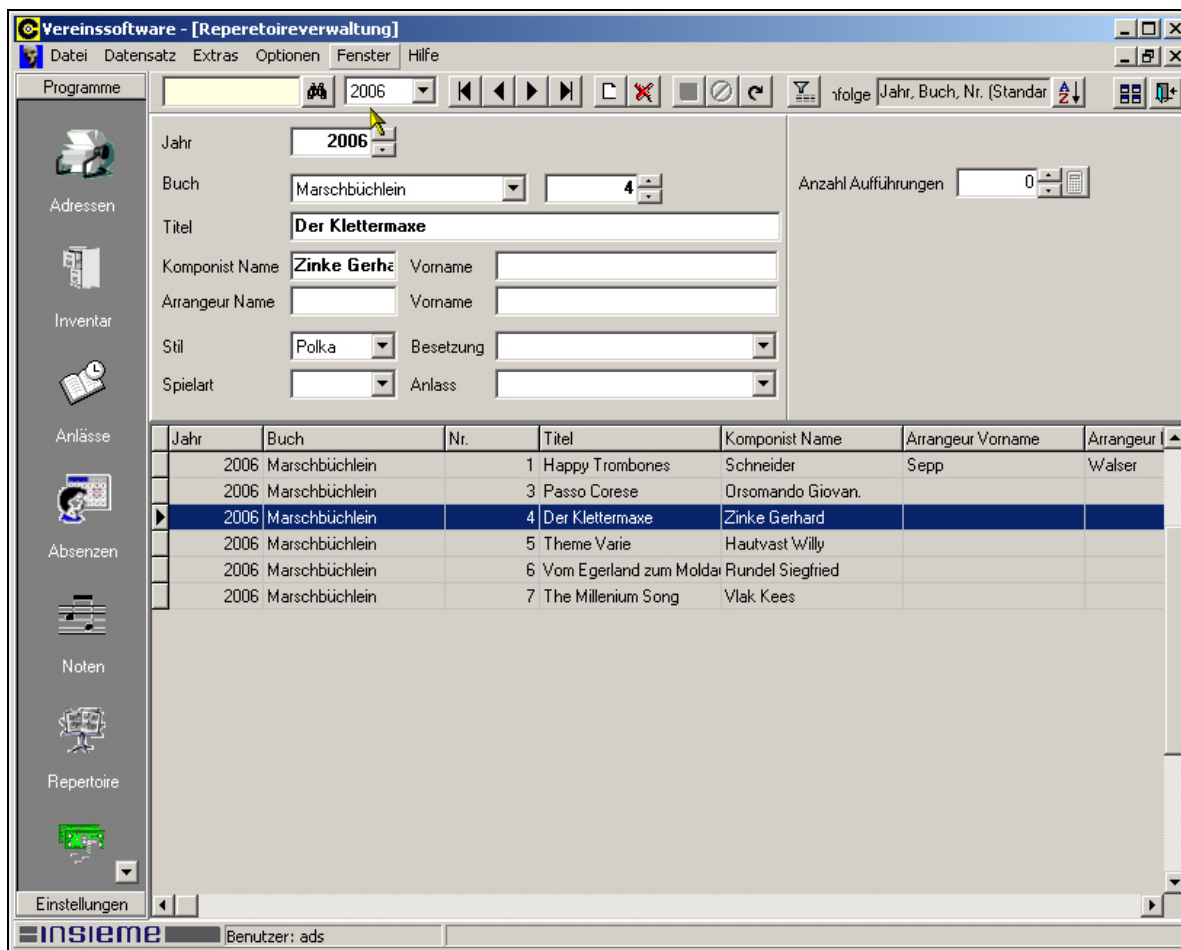 Vereinssoftware - [Reperetoireverwaltung]
Datei Datensatz Extras Optionen Fenster Hilfe
Programme
2006
nfolge Jahr, Buch, Nr. (Standar
Adressen
Inventar
Anlässe
Absenzen
Noten
Repertoire
Einstellungen
Jahr 2006
Buch Marschbüchlein 4
Anzahl Aufführungen 0
Titel Der Klettermaxe
Komponist Name Zinke Gerha Vorname
Arrangeur Name Vorname
Stil Polka Besetzung
Spielart Anlass
Jahr Buch Nr. Titel Komponist Name Arrangeur Vorname Arrangeur
2006 Marschbüchlein 1 Happy Trombones Schneider Sepp Walser
2006 Marschbüchlein 3 Passo Corese Orsomando Giovan.
2006 Marschbüchlein 4 Der Klettermaxe Zinke Gerhard
2006 Marschbüchlein 5 Theme Varie Hautvast Willy
2006 Marschbüchlein 6 Vom Egerland zum Moldau Rundel Siegfried
2006 Marschbüchlein 7 The Millenium Song Vlak Kees
INSIEME Benutzer: ads